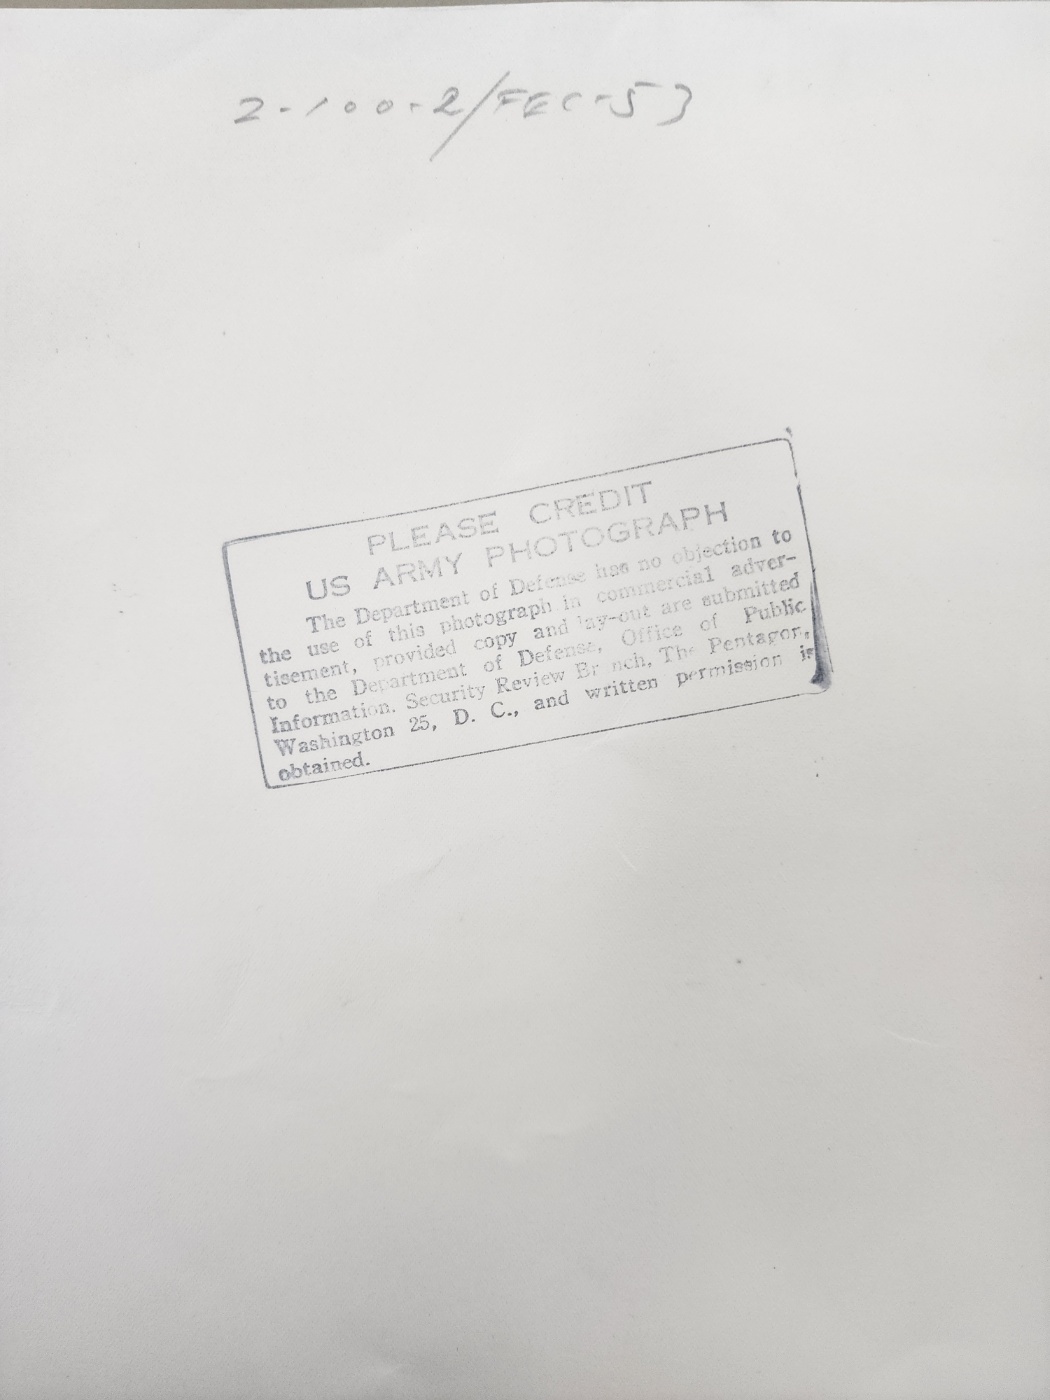 2-100-2/FEC-53
PLEASE CREDIT
US ARMY PHOTOGRAPH
The Department of Defense has no objection to
the use of this photograph in commercial adver-
tisement, provided copy and lay-out are submitted
to the Department of Defense, Office of Public
Information. Security Review Branch, The Pentagon,
Washington 25, D. C., and written permission is
obtained.